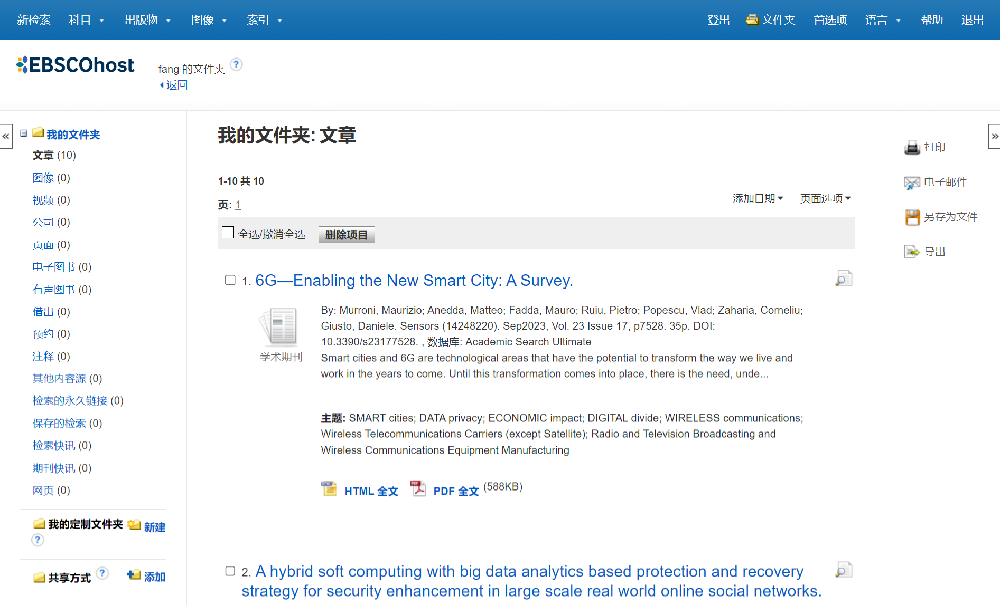 新检索 科目 出版物 图像 索引 登出 文件夹 首选项 语言 帮助 退出
EBSCOhost
fang 的文件夹 ?
返回
我的文件夹
文章 (10)
图像 (0)
视频 (0)
公司 (0)
页面 (0)
电子图书 (0)
有声图书 (0)
借出 (0)
预约 (0)
注释 (0)
其他内容源 (0)
检索的永久链接 (0)
保存的检索 (0)
检索快讯 (0)
期刊快讯 (0)
网页 (0)
我的定制文件夹 新建
?
共享方式 ? 添加
我的文件夹: 文章
1-10 共 10
页: 1
添加日期 页面选项
全选/撤消全选 删除项目
1. 6G—Enabling the New Smart City: A Survey.
学术期刊
By: Murroni, Maurizio; Anedda, Matteo; Fadda, Mauro; Ruiu, Pietro; Popescu, Vlad; Zaharia, Corneliu;
Giusto, Daniele. Sensors (14248220). Sep2023, Vol. 23 Issue 17, p7528. 35p. DOI:
10.3390/s23177528. , 数据库: Academic Search Ultimate
Smart cities and 6G are technological areas that have the potential to transform the way we live and
work in the years to come. Until this transformation comes into place, there is the need, unde...
主题: SMART cities; DATA privacy; ECONOMIC impact; DIGITAL divide; WIRELESS communications;
Wireless Telecommunications Carriers (except Satellite); Radio and Television Broadcasting and
Wireless Communications Equipment Manufacturing
HTML 全文 PDF 全文 (588KB)
2. A hybrid soft computing with big data analytics based protection and recovery
strategy for security enhancement in large scale real world online social networks.
打印
电子邮件
另存为文件
导出